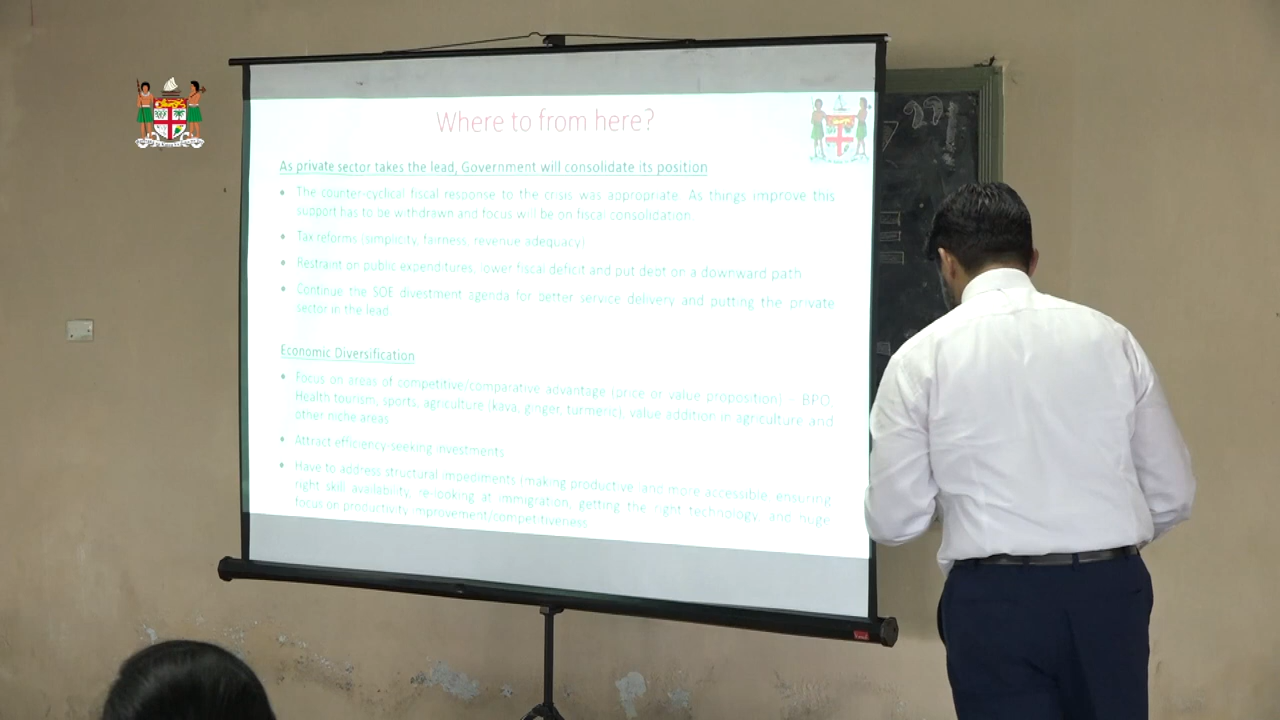 Where to from here?
As private sector takes the lead, Government will consolidate its position
• The counter-cyclical fiscal response to the crisis was appropriate. As things improve this
support has to be withdrawn and focus will be on fiscal consolidation.
• Tax reforms (simplicity, fairness, revenue adequacy)
• Restraint on public expenditures, lower fiscal deficit and put debt on a downward path
• Continue the SOE divestment agenda for better service delivery and putting the private
sector in the lead
Economic Diversification
• Focus on areas of competitive/comparative advantage (price or value proposition) - BPO,
Health tourism, sports, agriculture (kava, ginger, turmeric), value addition in agriculture and
other niche areas
• Attract efficiency-seeking investments
• Have to address structural impediments (making productive land more accessible, ensuring
right skill availability, re-looking at immigration, getting the right technology, and huge
focus on productivity improvement/competitiveness